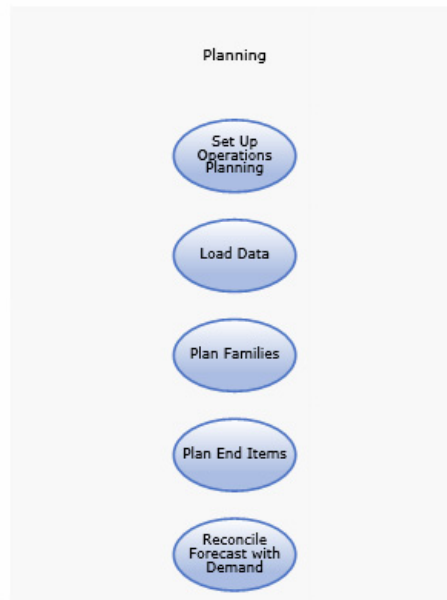 Planning
Set Up
Operations
Planning
Load Data
Plan Families
Plan End Items
Reconcile
Forecast with
Demand